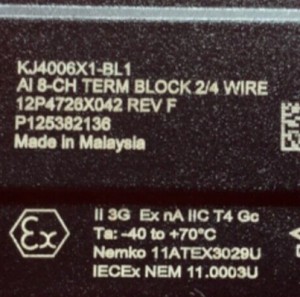 KJ4006X1-BL1
AI 8-CH TERM BLOCK 2/4 WIRE
12P4726X042 REV F
P125382136
Made in Malaysia
Ex
II 3G Ex nA IIC T4 Gc
Ta: -40 to +70°C
Nemko 11ATEX3029U
IECEx NEM 11.0003U